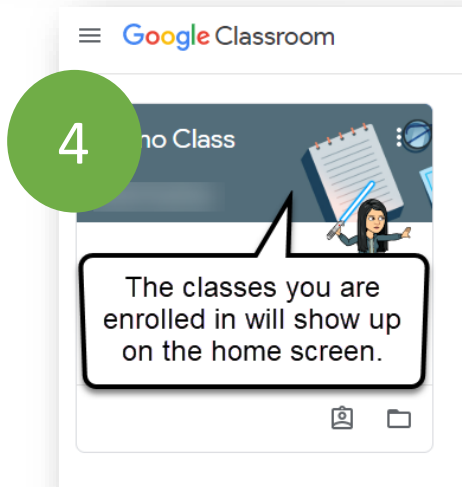 Google Classroom
4
no Class
The classes you are
enrolled in will show up
on the home screen.